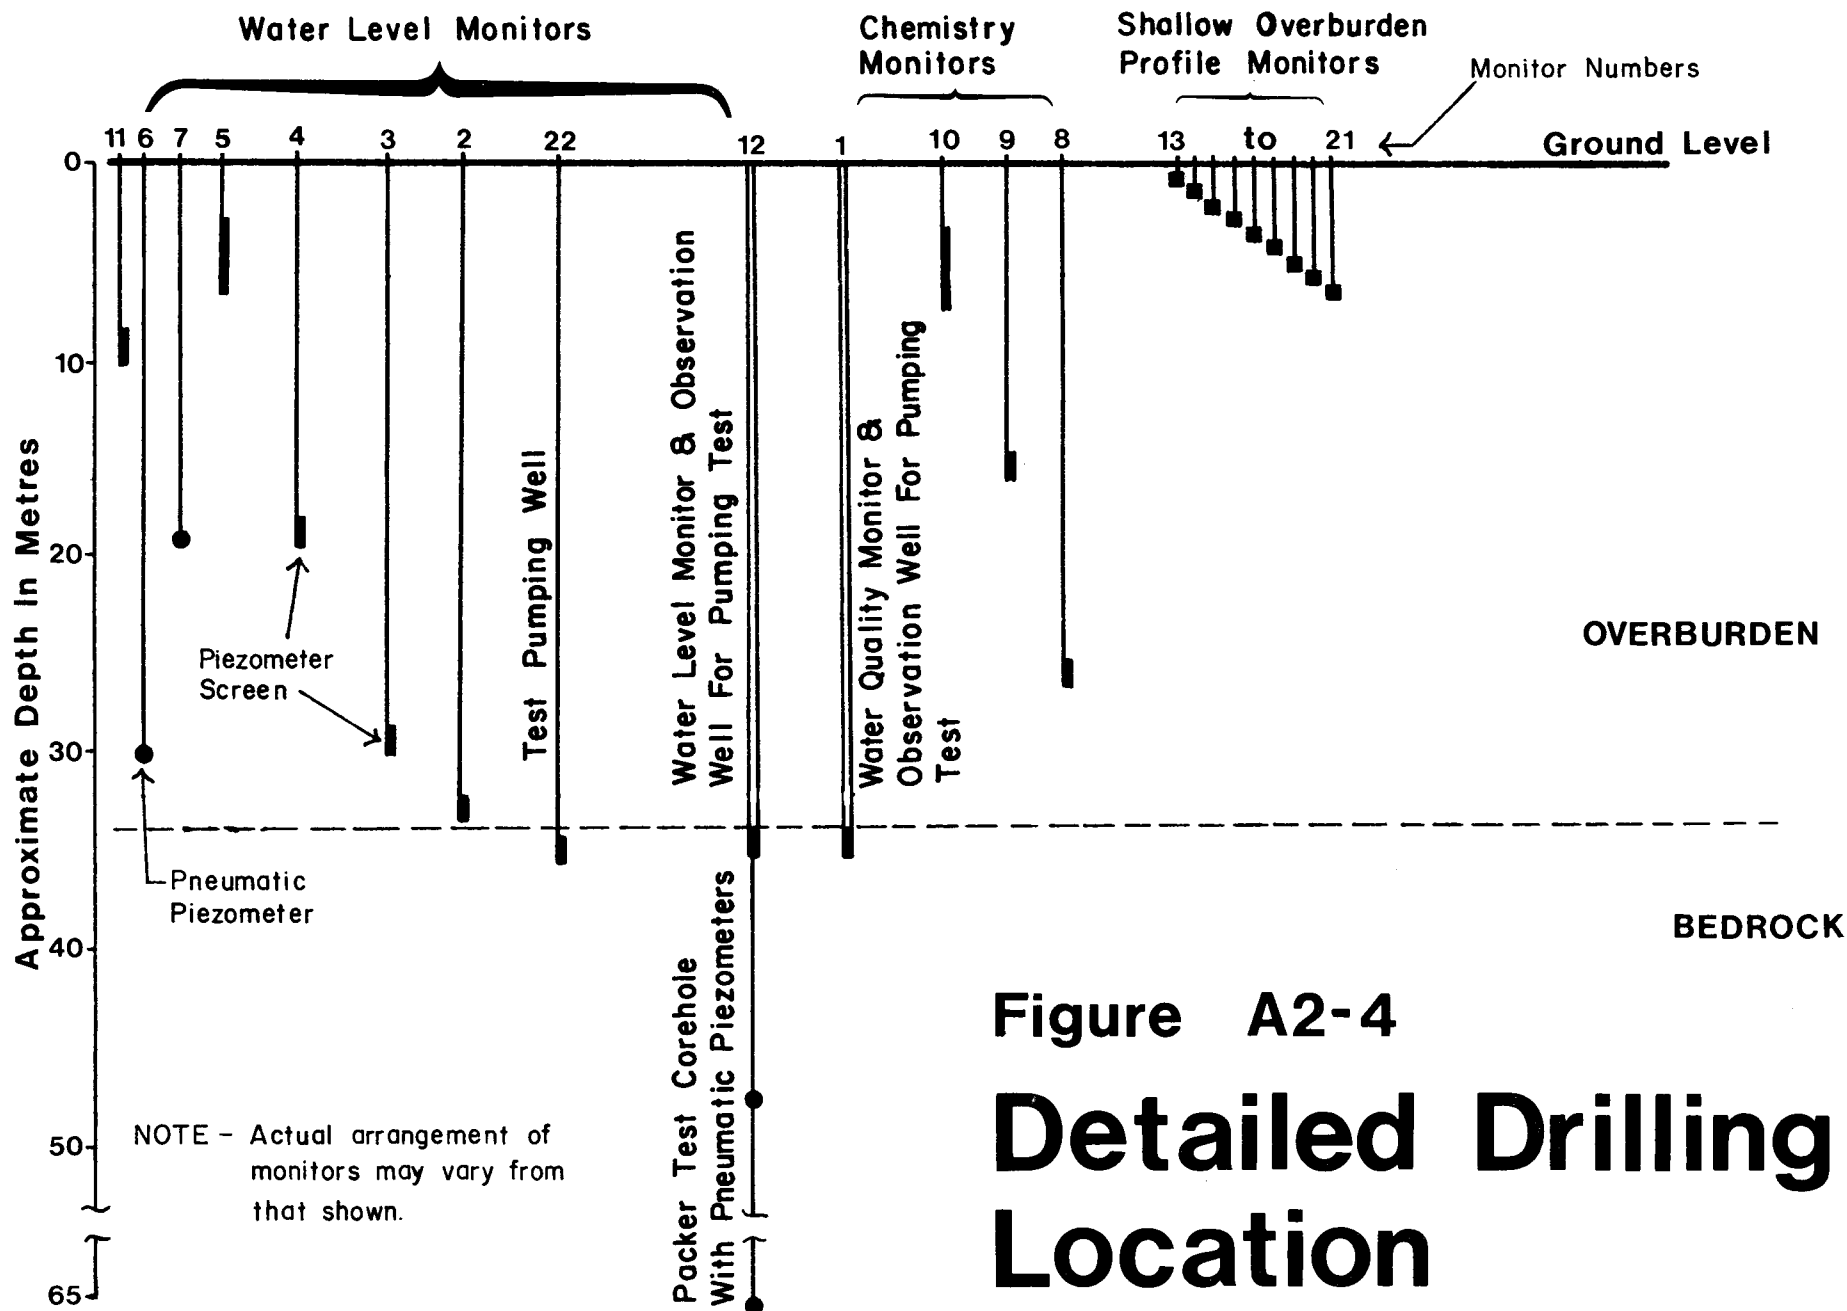 Water Level Monitors
Chemistry
Monitors
Shallow Overburden
Profile Monitors
Monitor Numbers
11 6 7 5 4 3 2 22 12 1 10 9 8 13 to 21
Ground Level
0
10
20
30
40
50
65
Approximate Depth In Metres
Test Pumping Well
Water Level Monitor & Observation
Well For Pumping Test
Water Quality Monitor &
Observation Well For Pumping
Test
OVERBURDEN
Piezometer
Screen
Pneumatic
Piezometer
BEDROCK
Packer Test Corehole
With Pneumatic Piezometers
NOTE - Actual arrangement of
monitors may vary from
that shown.
Figure A2-4
Detailed Drilling
Location